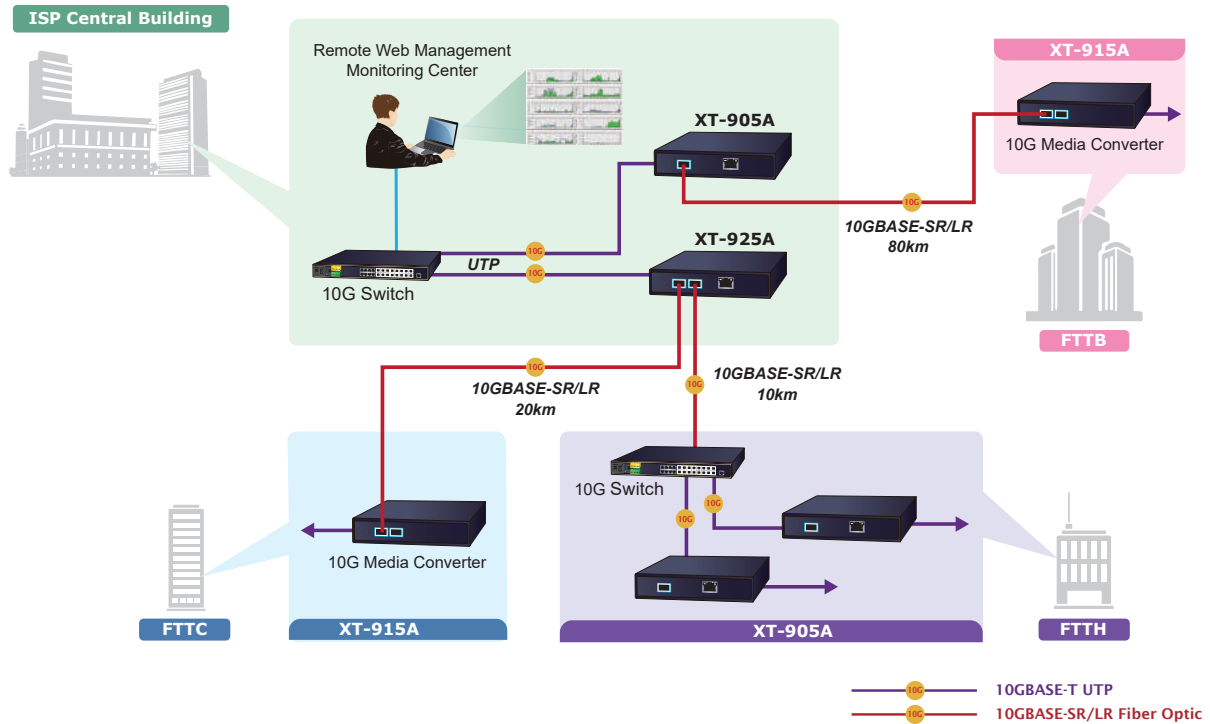 ISP Central Building
Remote Web Management
Monitoring Center
XT-905A
XT-915A
10G Media Converter
10G
10GBASE-SR/LR
80km
FTTB
10G
UTP
10G
10G Switch
XT-925A
10G
10GBASE-SR/LR
20km
10G
10GBASE-SR/LR
10km
10G Switch
10G
10G
10G Media Converter
FTTC
XT-915A
XT-905A
FTTH
10G
10GBASE-T UTP
10G
10GBASE-SR/LR Fiber Optic